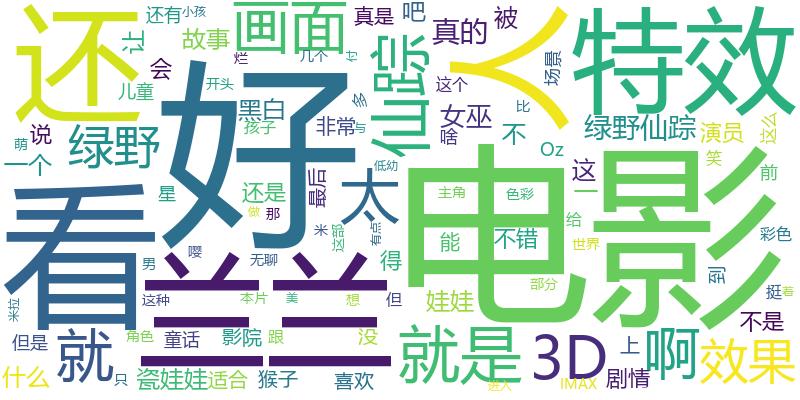 还
还有
小孩
让
故事
画面
真是
吧
真的
被
人
特效
会
烂
几个
付
仙踪
这个
场景
儿童
开头
好
黑白
多
女巫
比
绿野仙踪
演员
这么
萌
说
绿野
孩子
非常
与
啥
不
Oz
笑
一个
星
还是
最后
太
低幼
电影
这
一
前
看
做
那
主角
色彩
给
彩色
嘤
米
这部
有点
能
不错
世界
到
兰兰
无聊
得
男
米拉
这种
本片
美
想
但
娃娃
部分
挺
着
但是
就
角色
童话
影院
跟
没
就是
3D
上
啊
不是
什么
只
瓷娃娃
适合
猴子
喜欢
进入
IMAX
剧情
效果